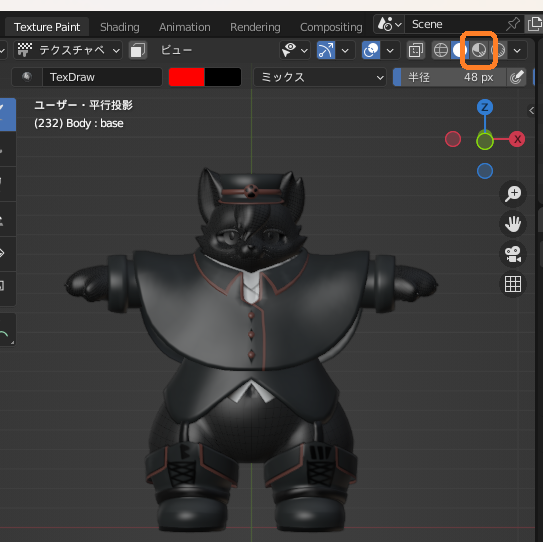 Texture Paint Shading Animation Rendering Compositing Scene
テクスチャペ ビュー
TexDraw ミックス 半径 48 px
ユーザー・平行投影
(232) Body : base
Z
X